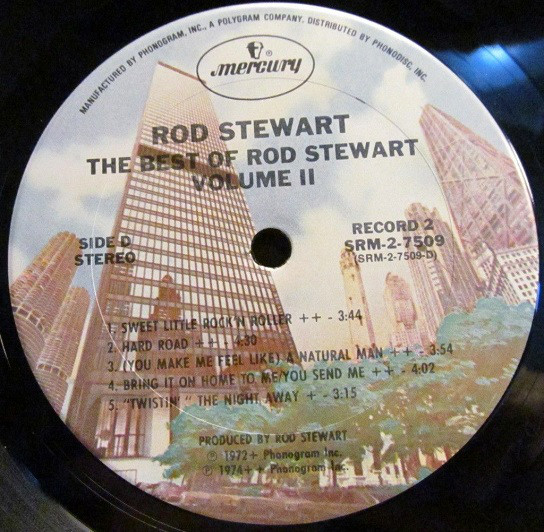 MANUFACTURED BY PHONOGRAM, INC., A POLYGRAM COMPANY. DISTRIBUTED BY PHONODISC, INC.
mercury ®
ROD STEWART
THE BEST OF ROD STEWART
VOLUME II
SIDE D
STEREO
RECORD 2
SRM-2-7509
(SRM-2-7509-D)
1. SWEET LITTLE ROCK'N ROLLER ++ - 3:44
2. HARD ROAD ++ - 4:30
3. (YOU MAKE ME FEEL LIKE) A NATURAL MAN ++ - 3:54
4. BRING IT ON HOME TO ME/YOU SEND ME ++ - 4:02
5. "TWISTIN' " THE NIGHT AWAY + - 3:15
PRODUCED BY ROD STEWART
℗ 1972+ Phonogram Inc.
℗ 1974++ Phonogram Inc.